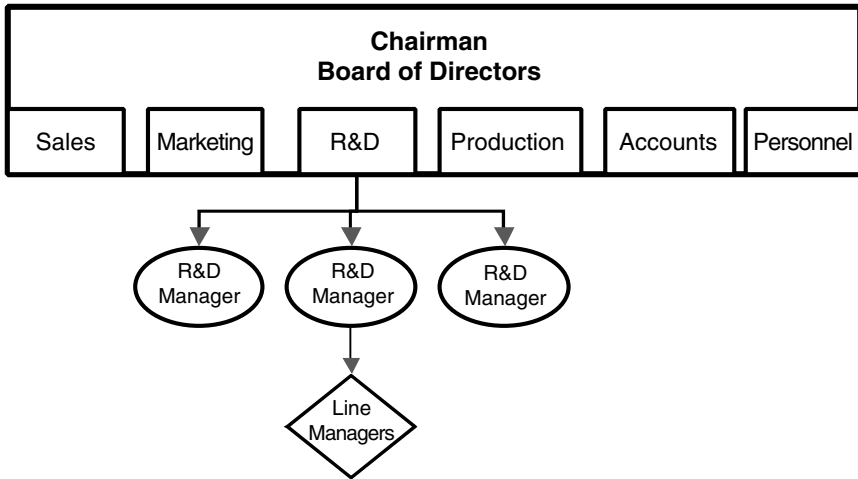 Chairman
Board of Directors
Sales
Marketing
R&D
Production
Accounts
Personnel
R&D
Manager
R&D
Manager
R&D
Manager
Line
Managers